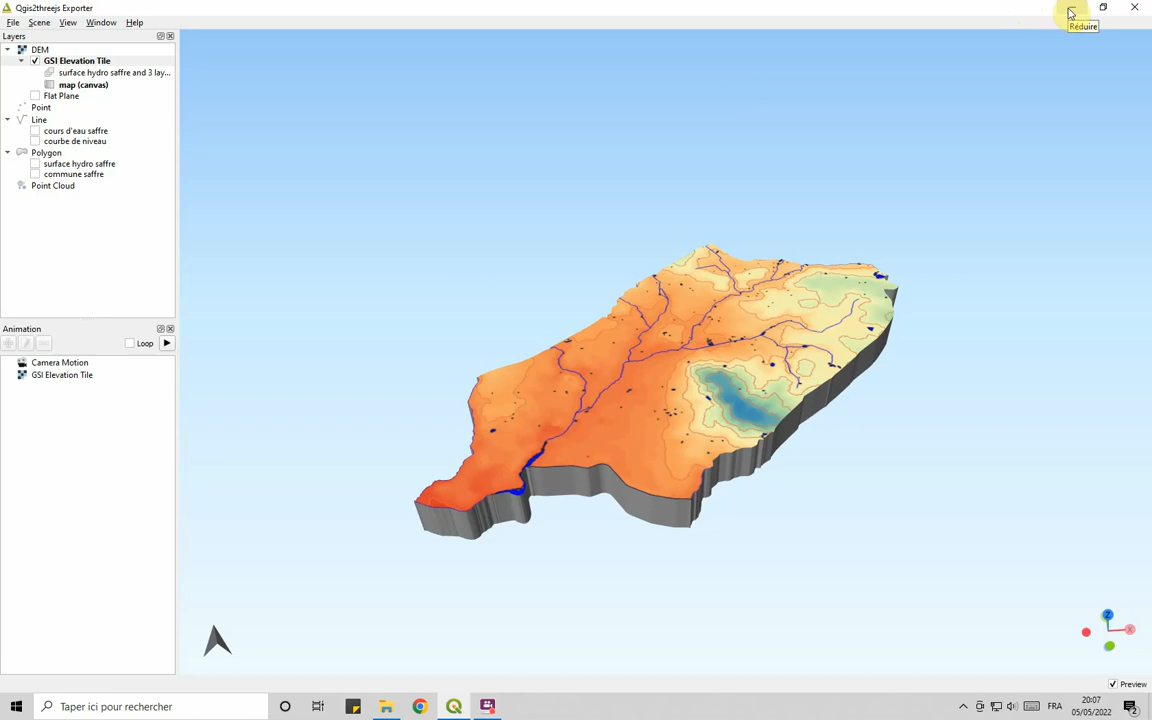 Qgis2threejs Exporter
File Scene View Window Help
Réduire
Layers
DEM
GSI Elevation Tile
surface hydro saffre and 3 lay...
map (canvas)
Flat Plane
Point
Line
cours d'eau saffre
courbe de niveau
Polygon
surface hydro saffre
commune saffre
Point Cloud
Animation
Loop
Camera Motion
GSI Elevation Tile
Z
X
Preview
Taper ici pour rechercher
FRA
20:07
05/05/2022
2